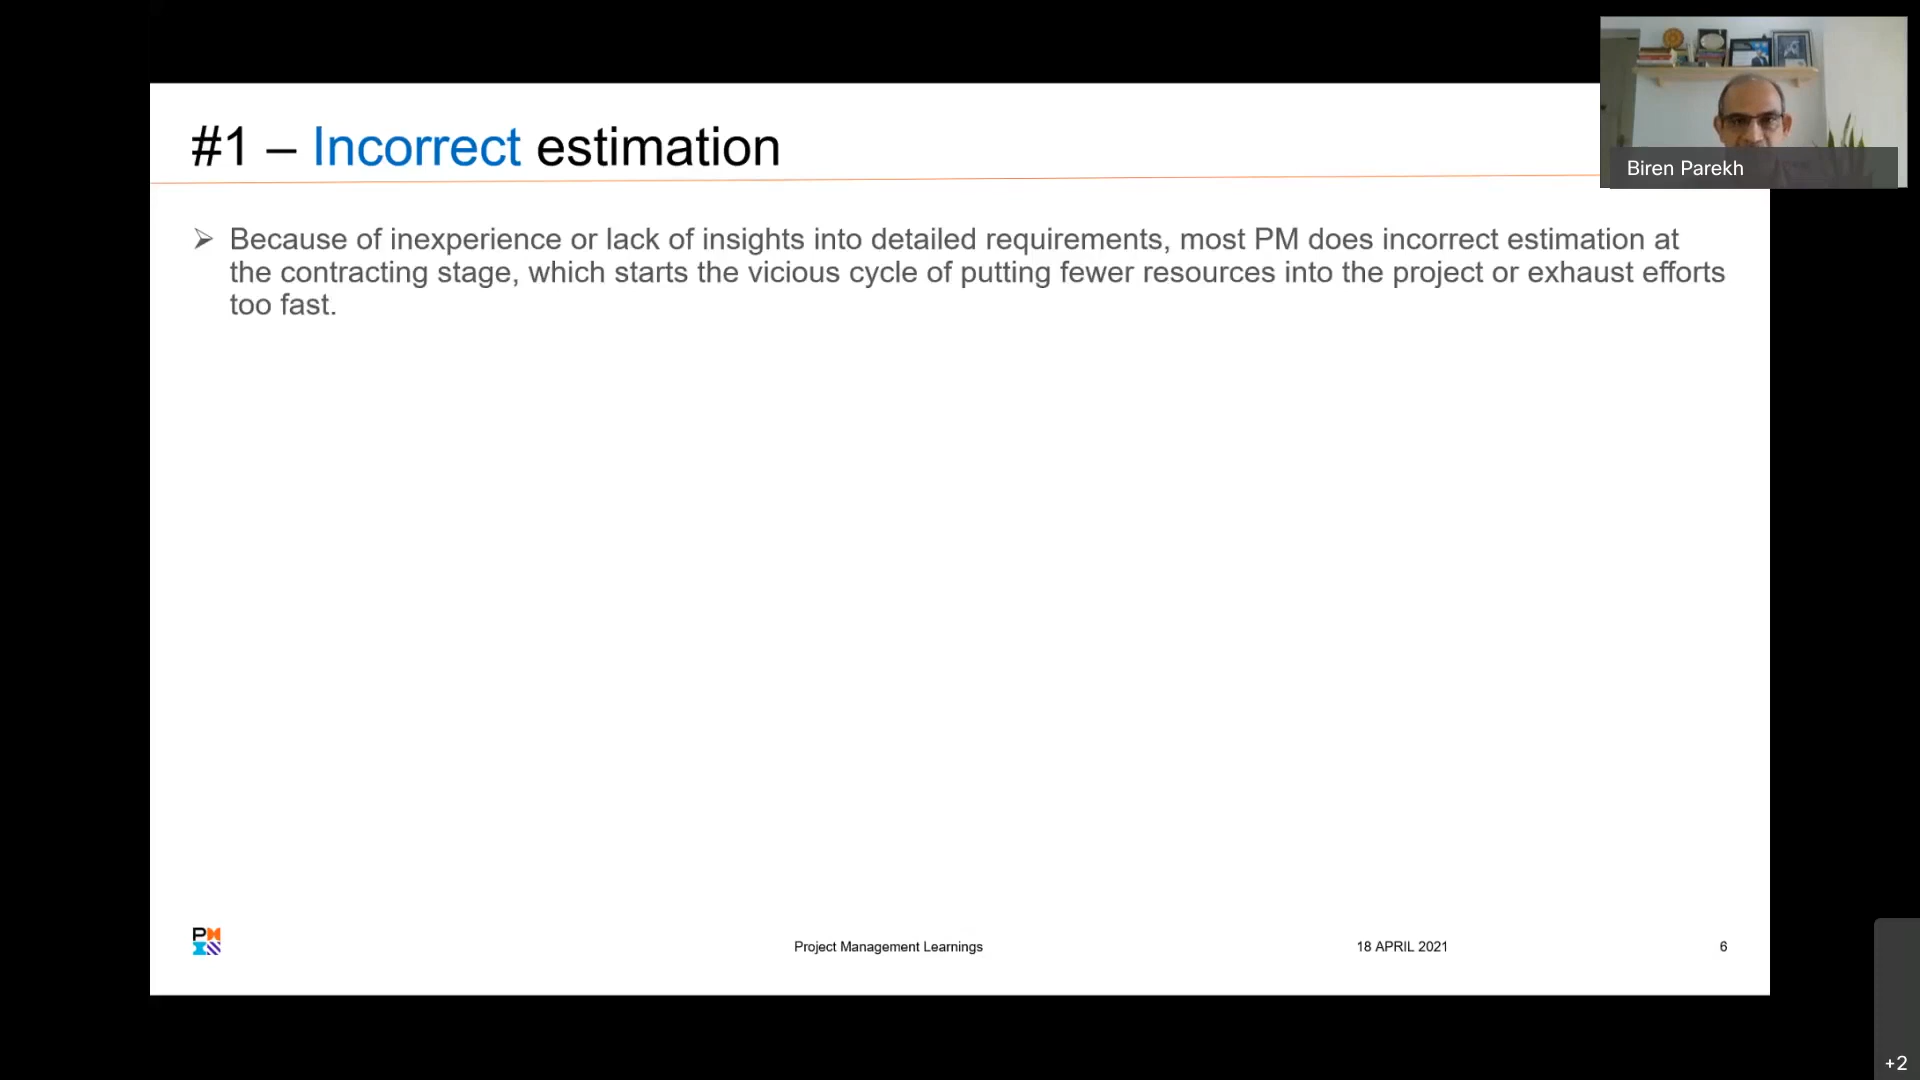 #1 – Incorrect estimation
Biren Parekh
➢ Because of inexperience or lack of insights into detailed requirements, most PM does incorrect estimation at
the contracting stage, which starts the vicious cycle of putting fewer resources into the project or exhaust efforts
too fast.
Project Management Learnings
18 APRIL 2021
6
+2